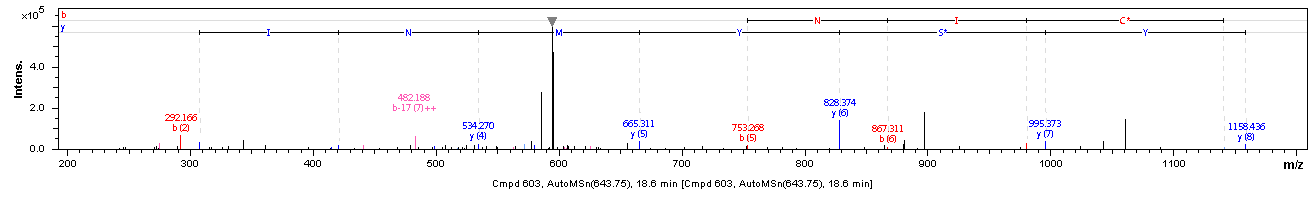 ×10⁵ b N I C*
y I N M Y S* Y
Intens.
4.0
2.0
0.0
292.166
b (2)
482.188
b-17 (7)++
534.270
y (4)
665.311
y (5)
753.268
b (5)
828.374
y (6)
867.311
b (6)
995.373
y (7)
1158.436
y (8)
200 300 400 500 600 700 800 900 1000 1100 m/z
Cmpd 603, AutoMSn(643.75), 18.6 min [Cmpd 603, AutoMSn(643.75), 18.6 min]